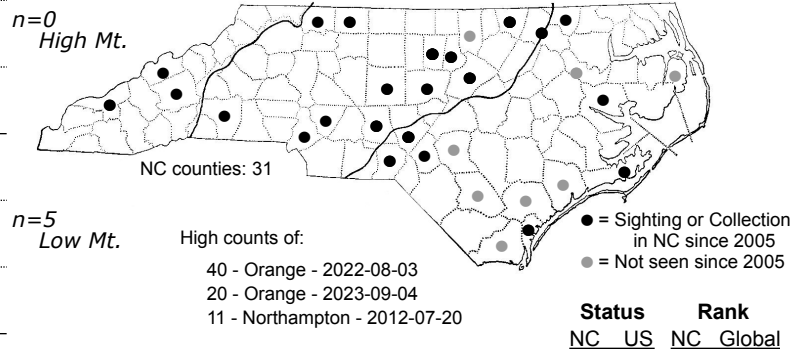 n=0
High Mt.
NC counties: 31
n=5
Low Mt.
High counts of:
40 - Orange - 2022-08-03
20 - Orange - 2023-09-04
11 - Northampton - 2012-07-20
● = Sighting or Collection
in NC since 2005
● = Not seen since 2005
Status Rank
NC US NC Global